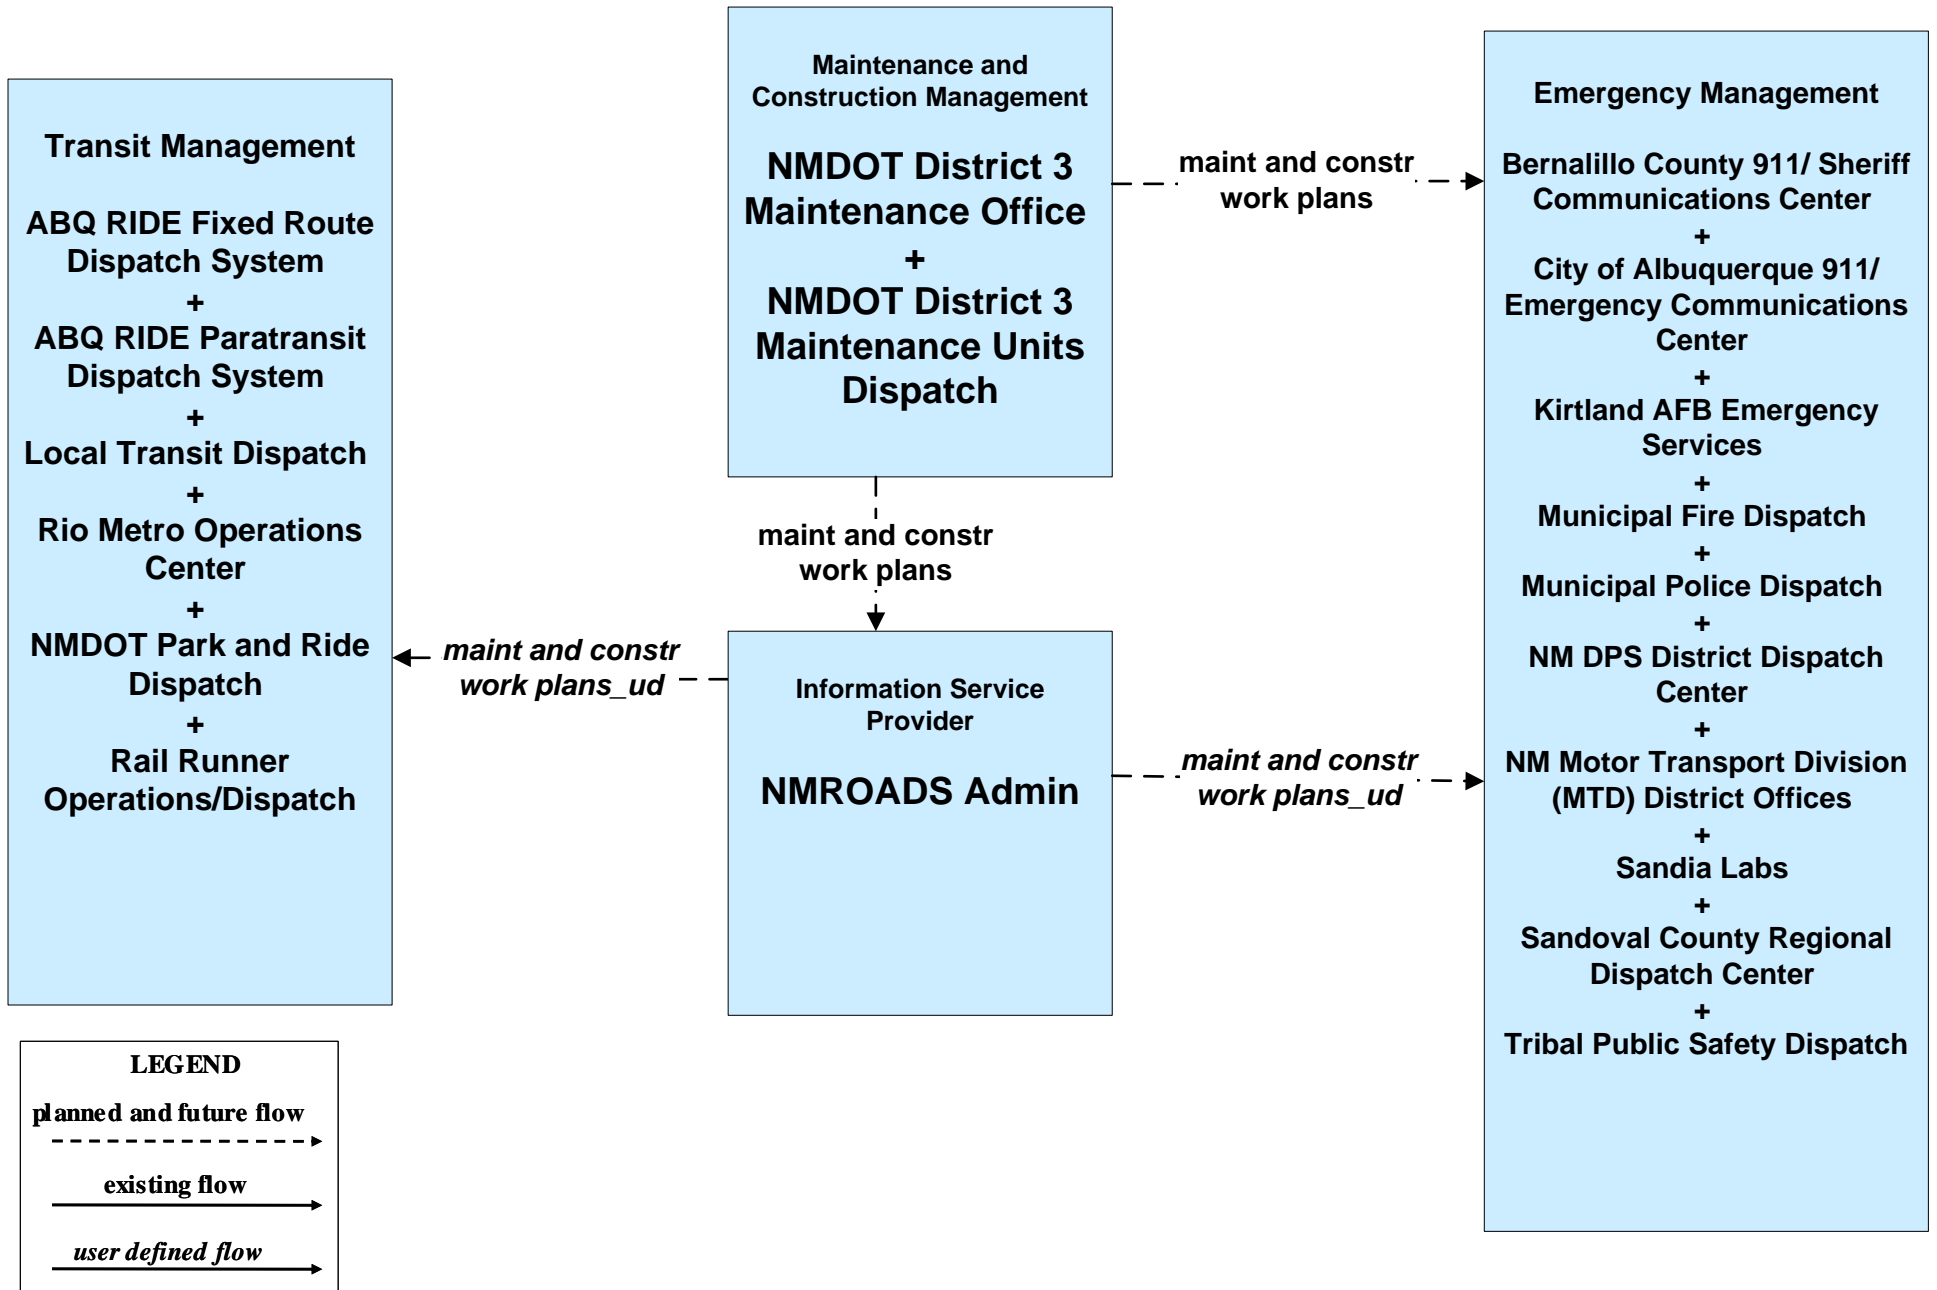 Transit Management
ABQ RIDE Fixed Route
Dispatch System
+
ABQ RIDE Paratransit
Dispatch System
+
Local Transit Dispatch
+
Rio Metro Operations
Center
+
NMDOT Park and Ride
Dispatch
+
Rail Runner
Operations/Dispatch
Maintenance and
Construction Management
NMDOT District 3
Maintenance Office
+
NMDOT District 3
Maintenance Units
Dispatch
maint and constr
work plans
maint and constr
work plans
maint and constr
work plans_ud
Information Service
Provider
NMROADS Admin
maint and constr
work plans_ud
Emergency Management
Bernalillo County 911/ Sheriff
Communications Center
+
City of Albuquerque 911/
Emergency Communications
Center
+
Kirtland AFB Emergency
Services
+
Municipal Fire Dispatch
+
Municipal Police Dispatch
+
NM DPS District Dispatch
Center
+
NM Motor Transport Division
(MTD) District Offices
+
Sandia Labs
+
Sandoval County Regional
Dispatch Center
+
Tribal Public Safety Dispatch
LEGEND
planned and future flow
existing flow
user defined flow